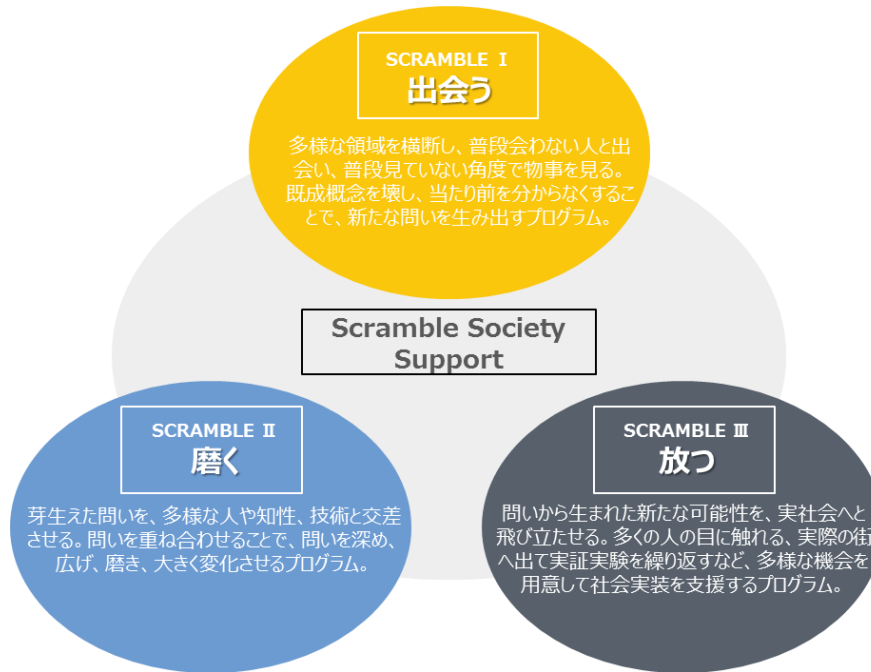 SCRAMBLE Ⅰ
出会う
多様な領域を横断し、普段会わない人と出
会い、普段見ていない角度で物事を見る。
既成概念を壊し、当たり前を分からなくするこ
とで、新たな問いを生み出すプログラム。
Scramble Society
Support
SCRAMBLE Ⅱ
磨く
芽生えた問いを、多様な人や知性、技術と交差
させる。問いを重ね合わせることで、問いを深め、
広げ、磨き、大きく変化させるプログラム。
SCRAMBLE Ⅲ
放つ
問いから生まれた新たな可能性を、実社会へと
飛び立たせる。多くの人の目に触れる、実際の街
へ出て実証実験を繰り返すなど、多様な機会を
用意して社会実装を支援するプログラム。